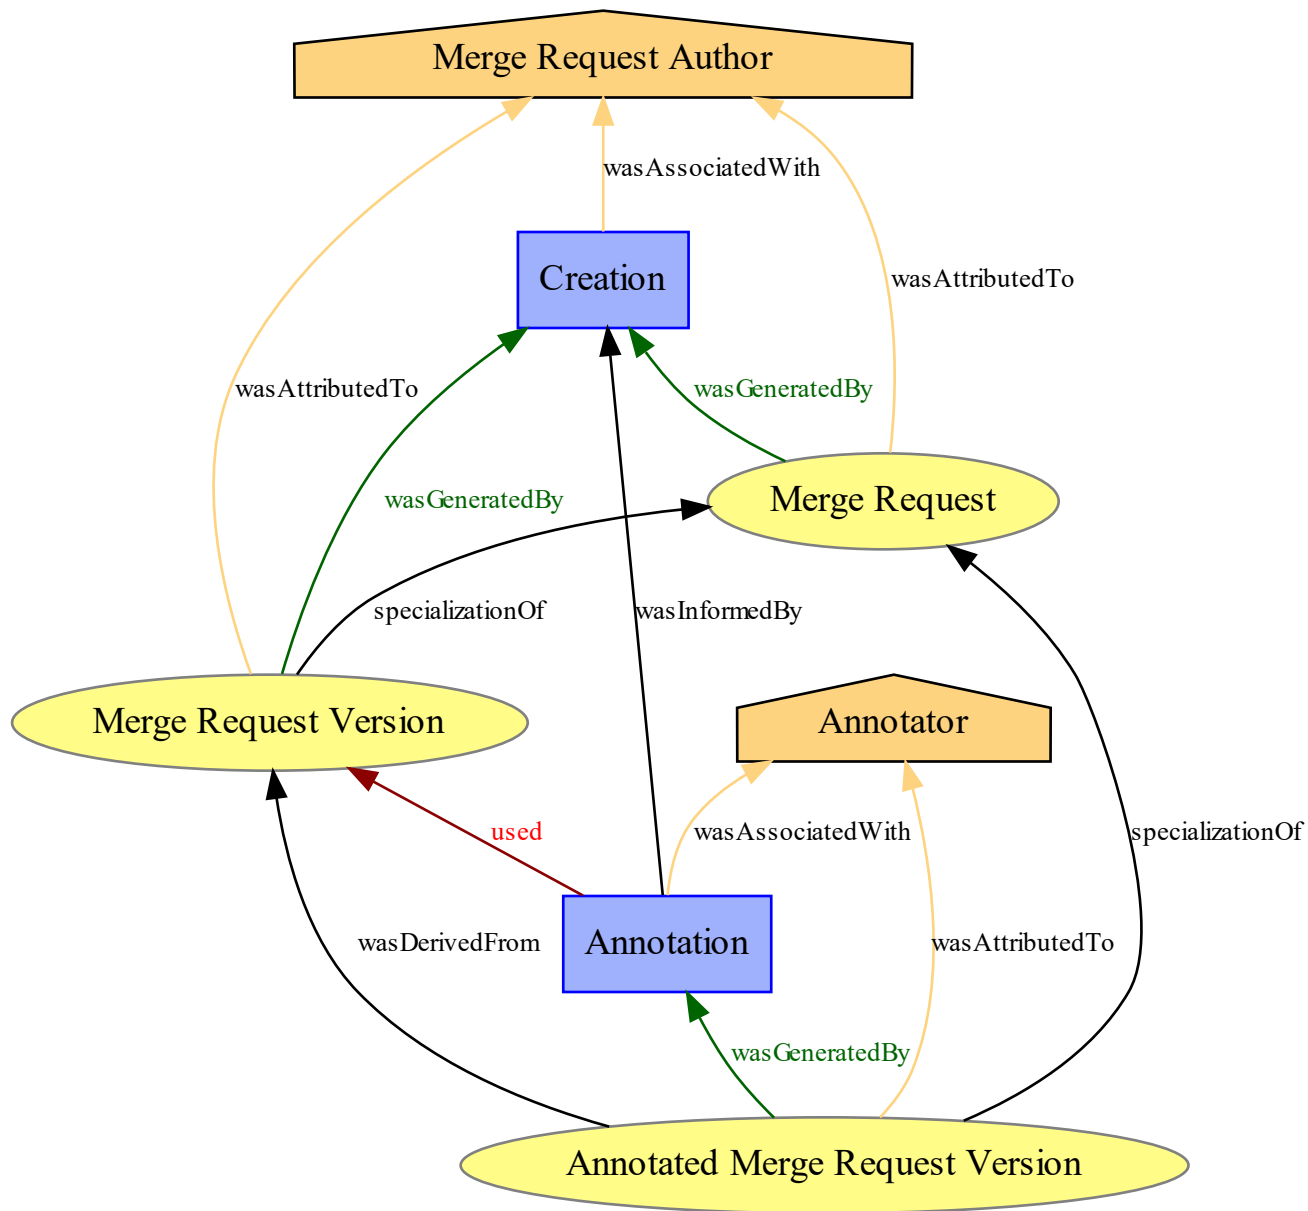 Merge Request Author
wasAssociatedWith
Creation
wasAttributedTo
wasAttributedTo
wasGeneratedBy
wasGeneratedBy
Merge Request
specializationOf
wasInformedBy
Merge Request Version
Annotator
used
wasAssociatedWith
specializationOf
wasDerivedFrom
Annotation
wasAttributedTo
wasGeneratedBy
Annotated Merge Request Version